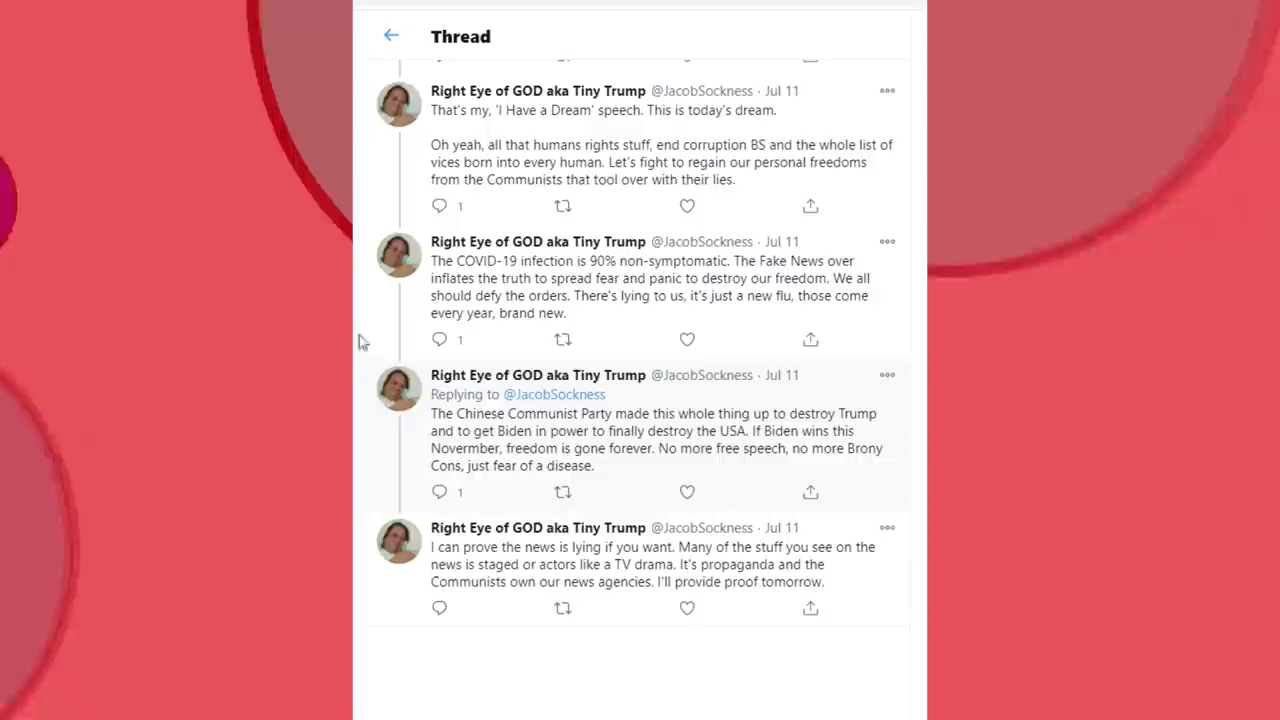 Thread
Right Eye of GOD aka Tiny Trump @JacobSockness · Jul 11
That's my, 'I Have a Dream' speech. This is today's dream.
Oh yeah, all that humans rights stuff, end corruption BS and the whole list of
vices born into every human. Let's fight to regain our personal freedoms
from the Communists that tool over with their lies.
1
Right Eye of GOD aka Tiny Trump @JacobSockness · Jul 11
The COVID-19 infection is 90% non-symptomatic. The Fake News over
inflates the truth to spread fear and panic to destroy our freedom. We all
should defy the orders. There's lying to us, it's just a new flu, those come
every year, brand new.
1
Right Eye of GOD aka Tiny Trump @JacobSockness · Jul 11
Replying to @JacobSockness
The Chinese Communist Party made this whole thing up to destroy Trump
and to get Biden in power to finally destroy the USA. If Biden wins this
Novermber, freedom is gone forever. No more free speech, no more Brony
Cons, just fear of a disease.
1
Right Eye of GOD aka Tiny Trump @JacobSockness · Jul 11
I can prove the news is lying if you want. Many of the stuff you see on the
news is staged or actors like a TV drama. It's propaganda and the
Communists own our news agencies. I'll provide proof tomorrow.